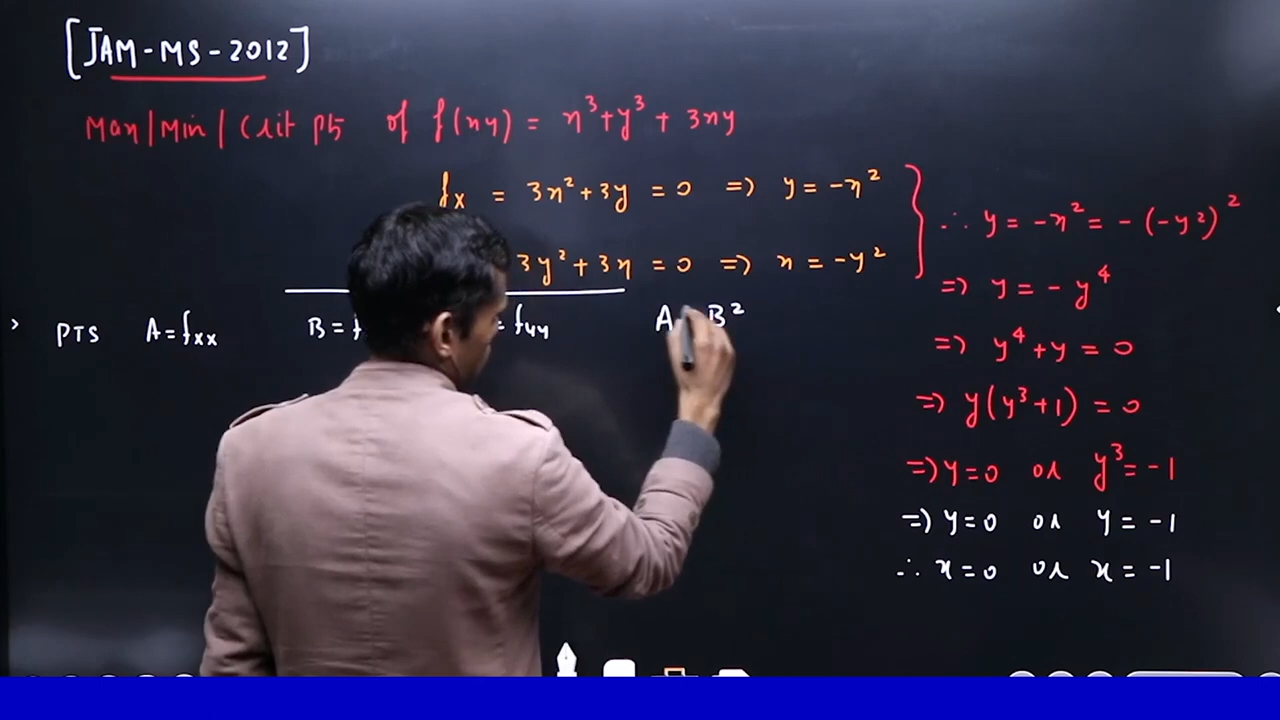 [JAM-MS-2012]
Max|Min|Crit pts of f(xy) = x³+y³ + 3xy
fx = 3x²+3y = 0 => y = -x²
3y²+3x = 0 => x = -y²
∴ y = -x² = -(-y²)²
=> y = - y⁴
=> y⁴+y = 0
=> y(y³+1) = 0
=> y=0 or y³ = -1
=> y=0 or y = -1
∴ x=0 or x = -1
PTS A=fxx B = f = fyy A B²